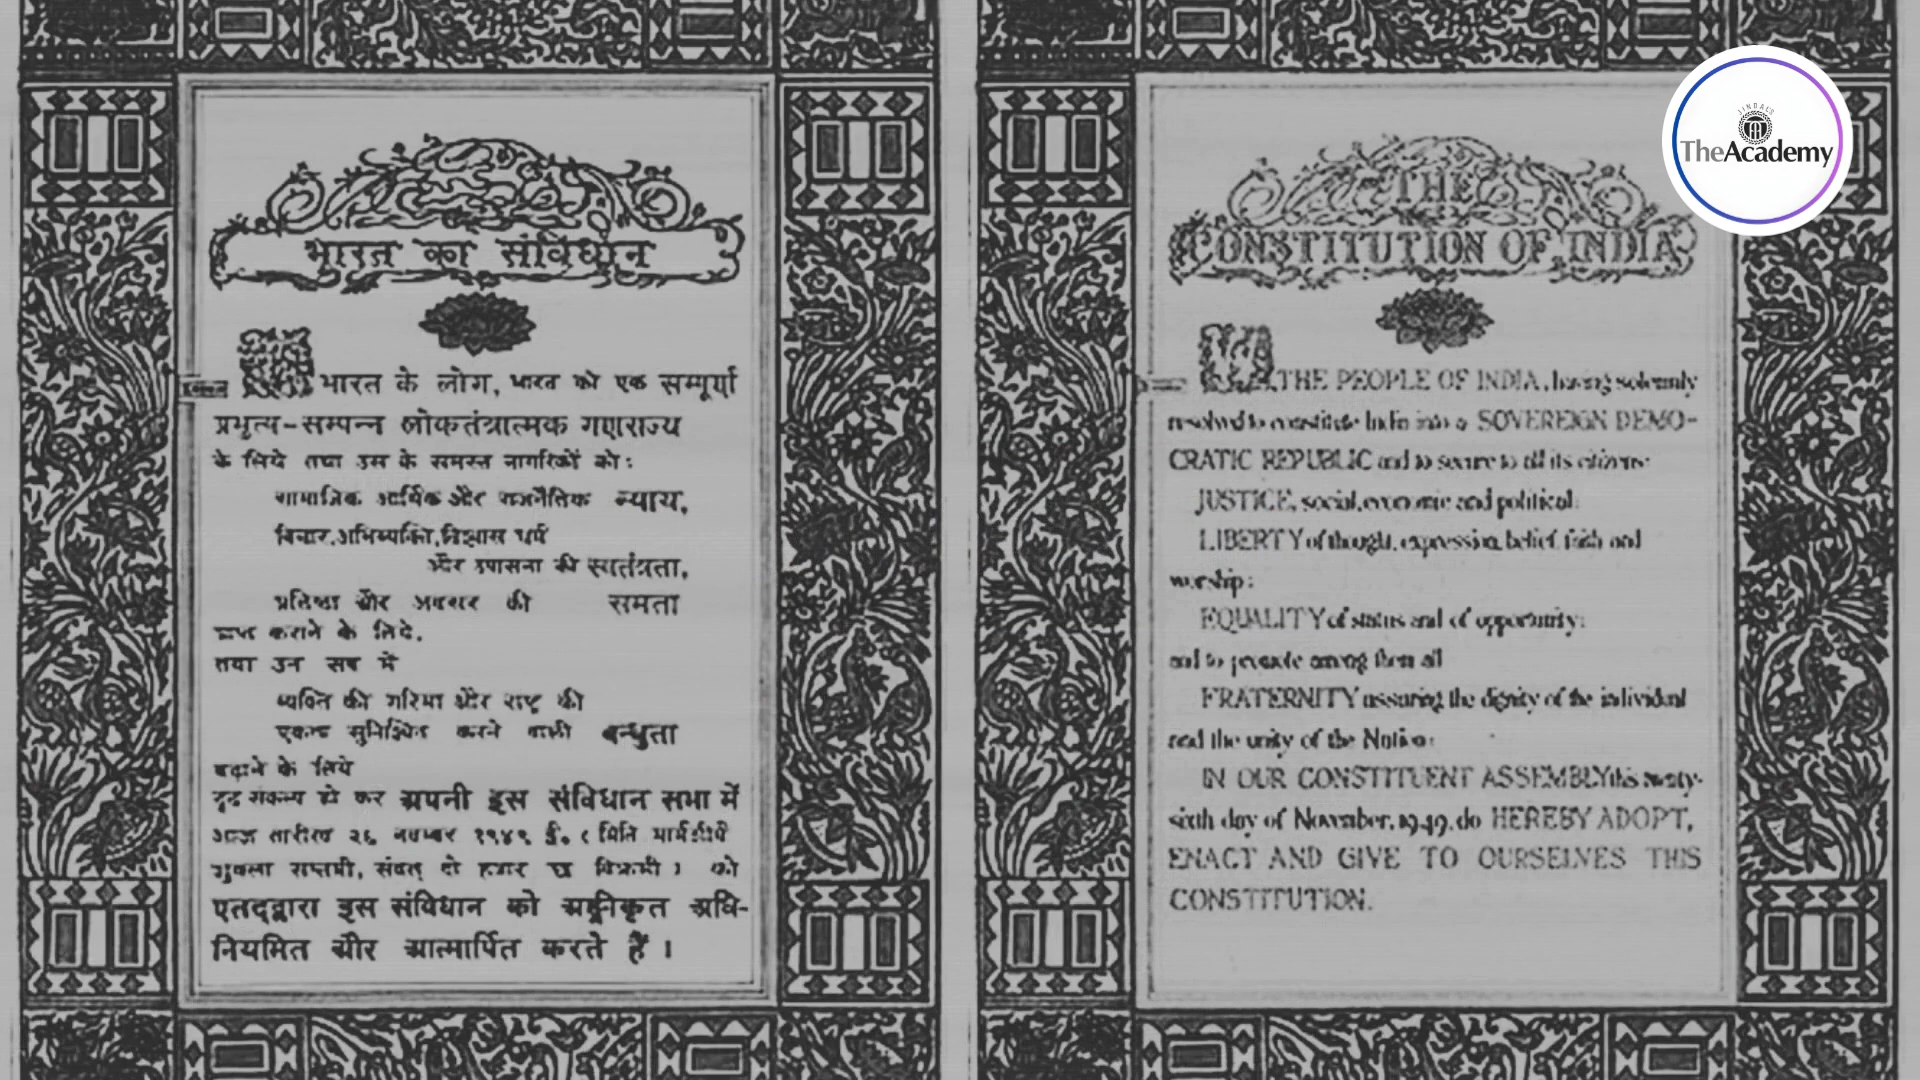 भारत का संविधान
भारत के लोग, भारत को एक सम्पूर्ण
प्रभुत्व-सम्पन्न लोकतंत्रात्मक गणराज्य
के लिये तथा उस के समस्त नागरिकों को:
सामाजिक आर्थिक और राजनैतिक न्याय,
विचार, अभिव्यक्ति, विश्वास धर्म
और उपासना की स्वतंत्रता,
प्रतिष्ठा और अवसर की समता
प्राप्त कराने के लिये,
तथा उन सब में
व्यक्ति की गरिमा और राष्ट्र की
एकता सुनिश्चित करने वाली बन्धुता
बढ़ाने के लिये
दृढ़ संकल्प हो कर अपनी इस संविधान सभा में
आज तारीख २६ नवम्बर १९४९ ई० ( मिति मार्गशीर्ष
शुक्ला सप्तमी, संवत् दो हजार छ विक्रमी ) को
एतद्द्वारा इस संविधान को अङ्गीकृत अधि-
नियमित और आत्मार्पित करते हैं ।
THE
CONSTITUTION OF INDIA
WE, THE PEOPLE OF INDIA, having solemnly
resolved to constitute India into a SOVEREIGN DEMO-
CRATIC REPUBLIC and to secure to all its citizens:
JUSTICE, social, economic and political;
LIBERTY of thought, expression, belief, faith and
worship;
EQUALITY of status and of opportunity;
and to promote among them all
FRATERNITY assuring the dignity of the individual
and the unity of the Nation;
IN OUR CONSTITUENT ASSEMBLY this twenty-
sixth day of November, 1949, do HEREBY ADOPT,
ENACT AND GIVE TO OURSELVES THIS
CONSTITUTION.
JINDAL'S
TheAcademy